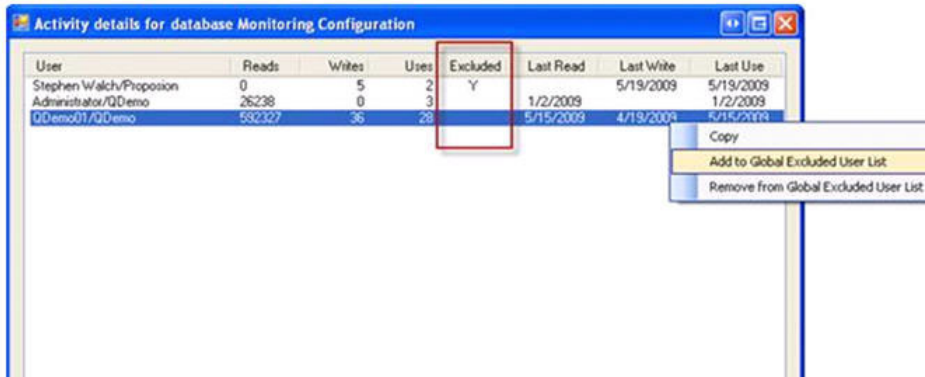 Activity details for database Monitoring Configuration
User Reads Writes Uses Excluded Last Read Last Write Last Use
Stephen Walch/Proposion 0 5 2 Y 5/19/2009 5/19/2009
Administrator/QDemo 26238 0 3 1/2/2009 1/2/2009
QDemo01/QDemo 592327 36 28 5/15/2009 4/19/2009 5/15/2009
Copy
Add to Global Excluded User List
Remove from Global Excluded User List